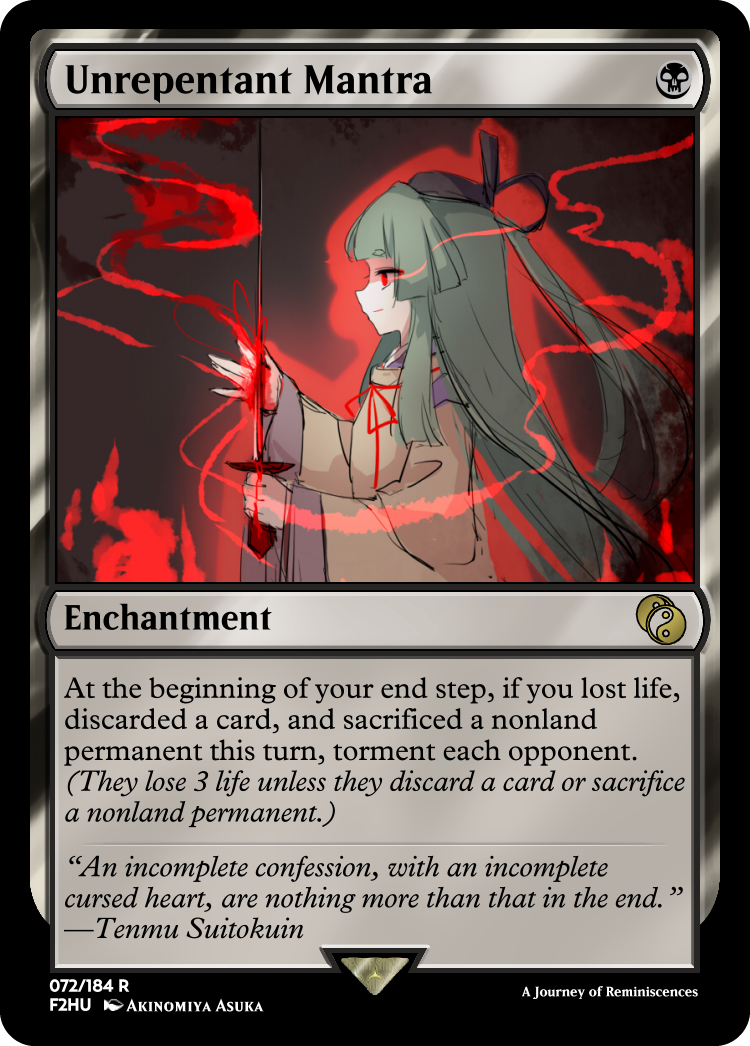 Unrepentant Mantra
Enchantment
At the beginning of your end step, if you lost life,
discarded a card, and sacrificed a nonland
permanent this turn, torment each opponent.
(They lose 3 life unless they discard a card or sacrifice
a nonland permanent.)
“An incomplete confession, with an incomplete
cursed heart, are nothing more than that in the end.”
—Tenmu Suitokuin
072/184 R
F2HU Akinomiya Asuka
A Journey of Reminiscences